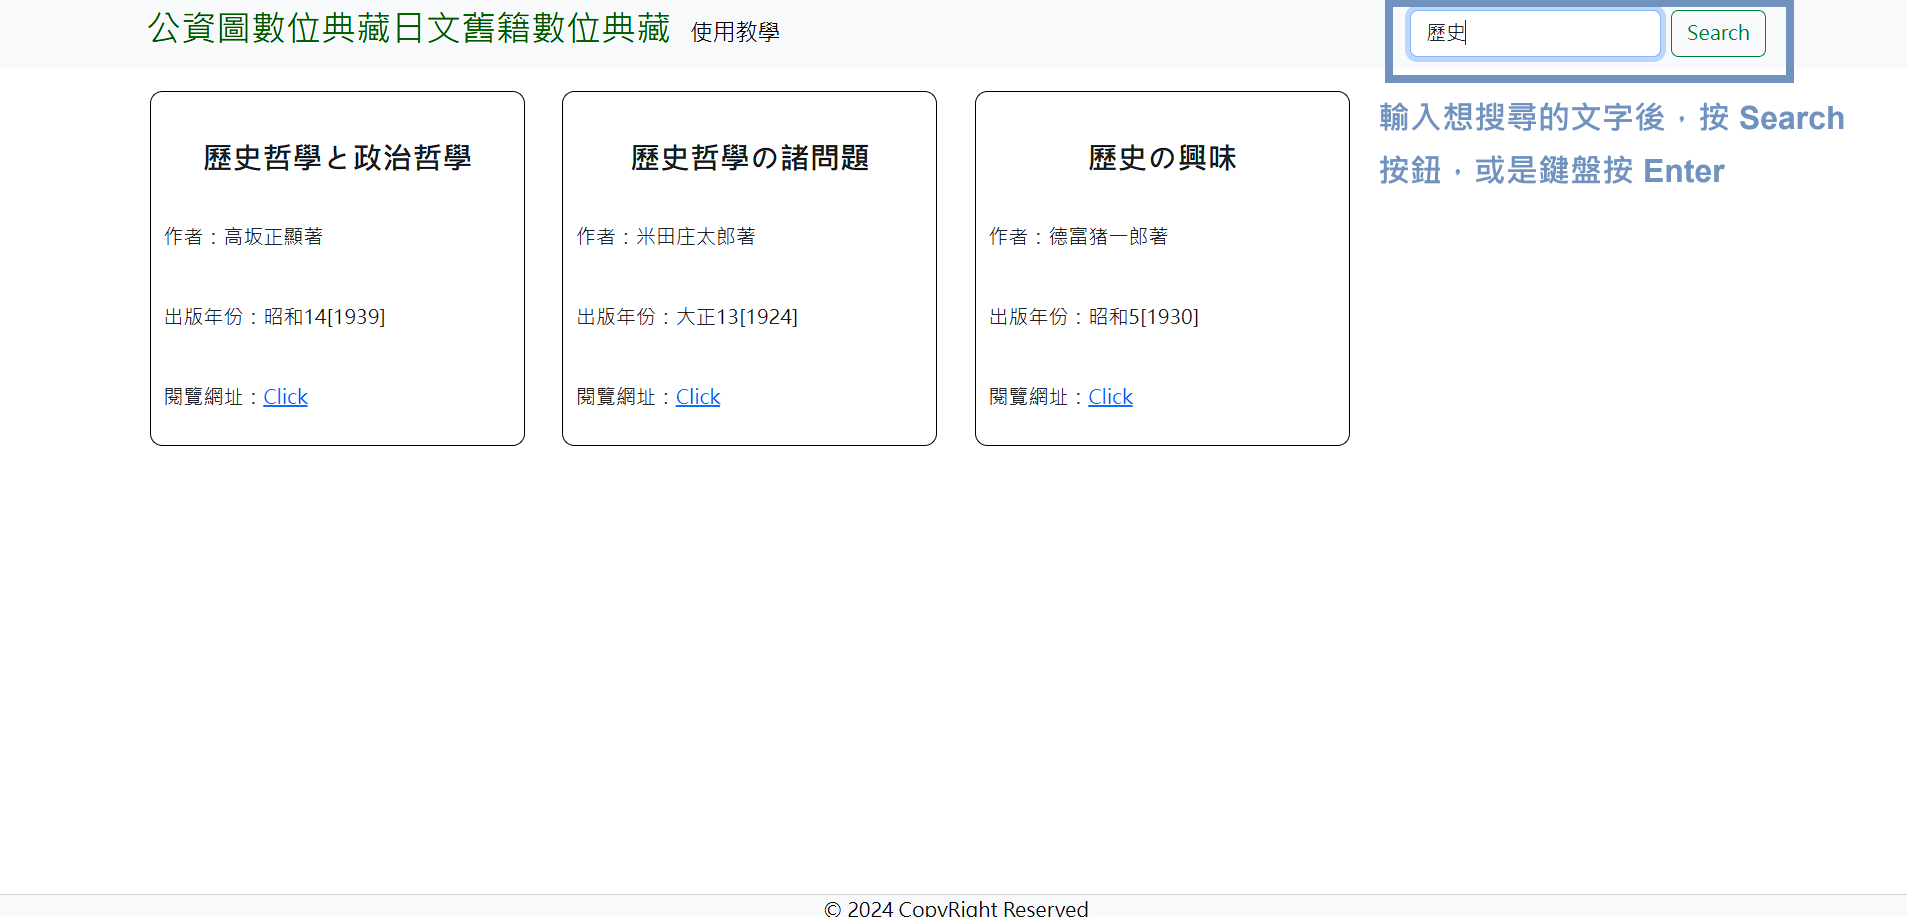 公資圖數位典藏日文舊籍數位典藏 使用教學
歷史 Search
輸入想搜尋的文字後，按 Search
按鈕，或是鍵盤按 Enter
歷史哲學と政治哲學
作者：高坂正顯著
出版年份：昭和14[1939]
閱覽網址：Click
歷史哲學の諸問題
作者：米田庄太郎著
出版年份：大正13[1924]
閱覽網址：Click
歷史の興味
作者：德富猪一郎著
出版年份：昭和5[1930]
閱覽網址：Click
© 2024 CopyRight Reserved